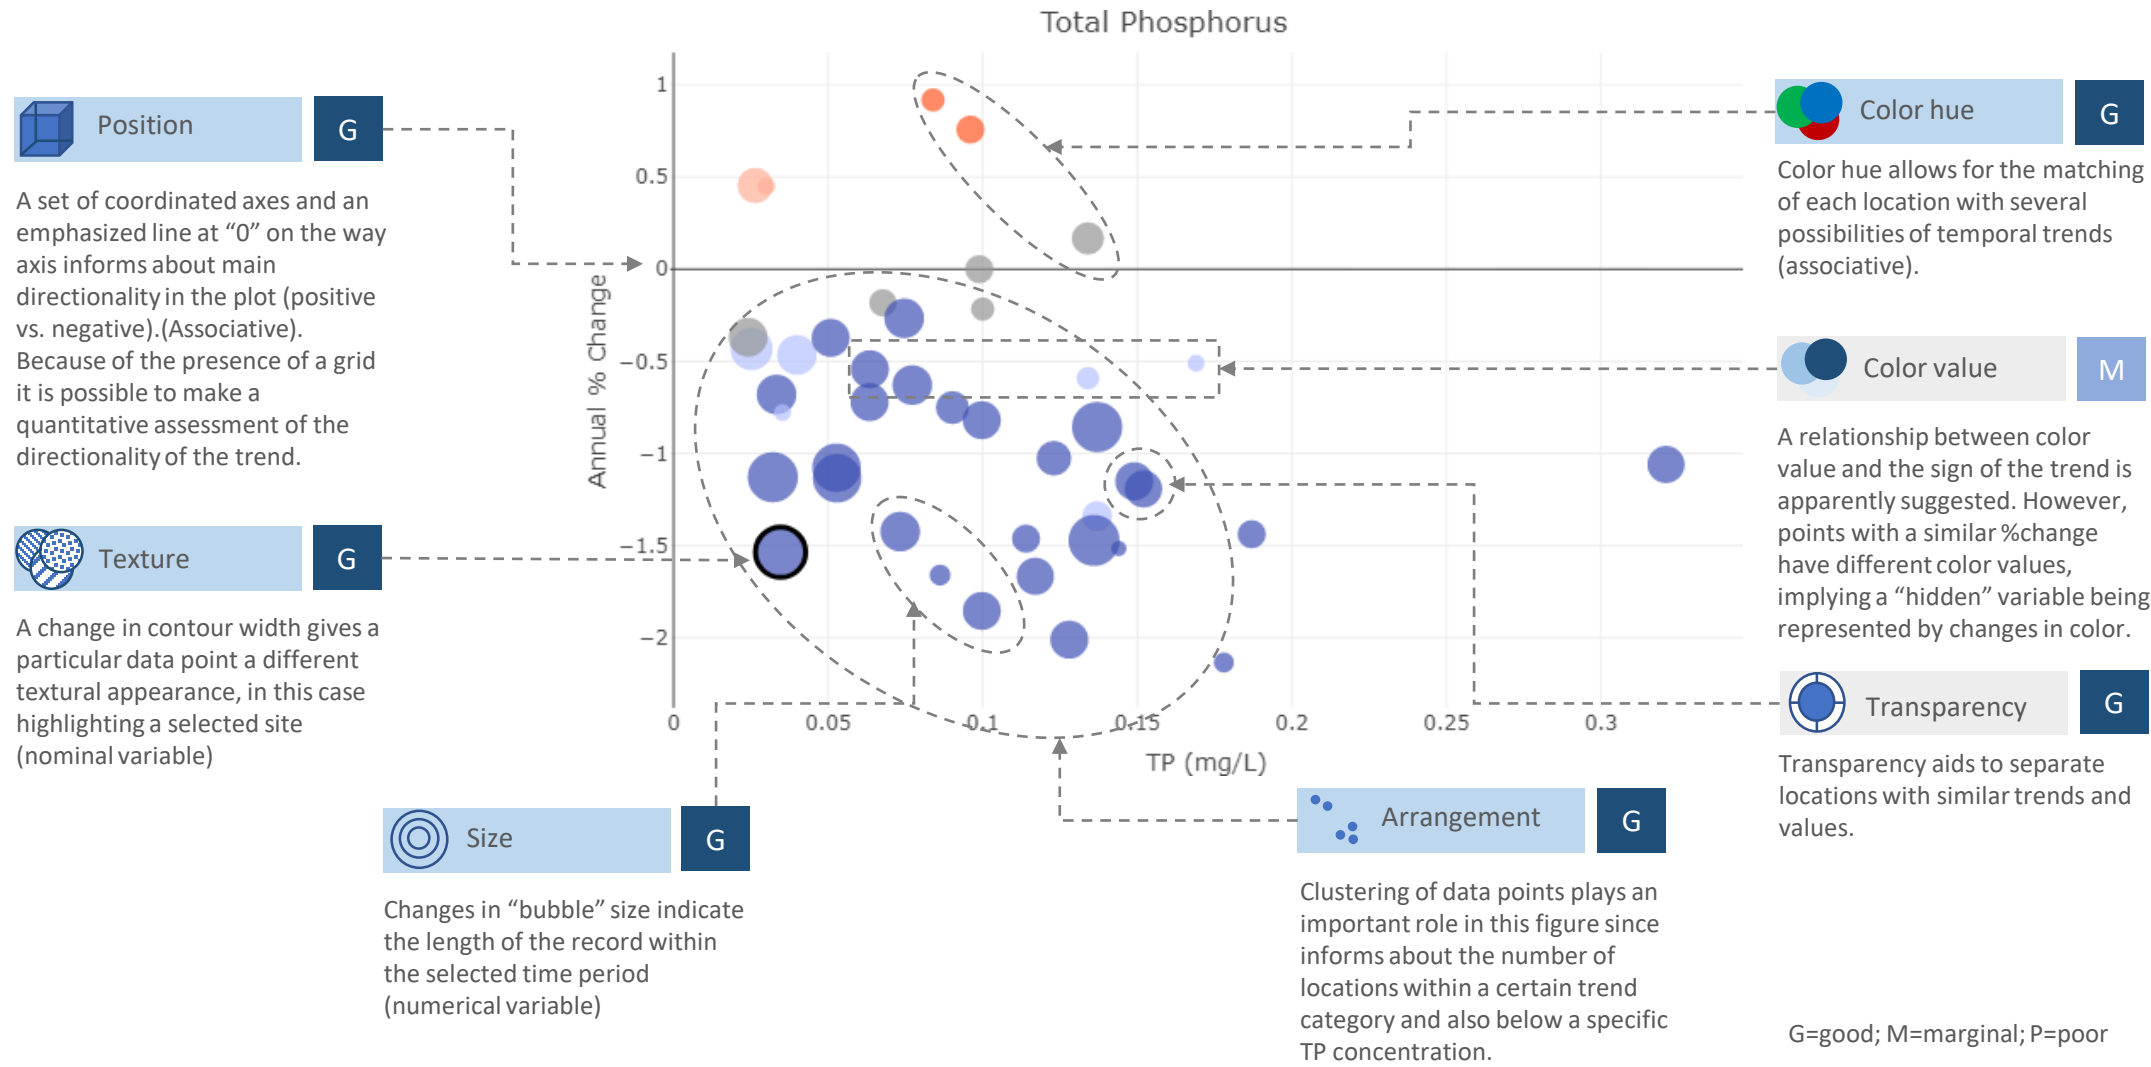 Total Phosphorus
Position
G
A set of coordinated axes and an
emphasized line at “0” on the way
axis informs about main
directionality in the plot (positive
vs. negative).(Associative).
Because of the presence of a grid
it is possible to make a
quantitative assessment of the
directionality of the trend.
Texture
G
A change in contour width gives a
particular data point a different
textural appearance, in this case
highlighting a selected site
(nominal variable)
Size
G
Changes in “bubble” size indicate
the length of the record within
the selected time period
(numerical variable)
Annual % Change
1
0.5
0
−0.5
−1
−1.5
−2
0
0.05
0.1
0.15
0.2
0.25
0.3
TP (mg/L)
Arrangement
G
Clustering of data points plays an
important role in this figure since
informs about the number of
locations within a certain trend
category and also below a specific
TP concentration.
Color hue
G
Color hue allows for the matching
of each location with several
possibilities of temporal trends
(associative).
Color value
M
A relationship between color
value and the sign of the trend is
apparently suggested. However,
points with a similar %change
have different color values,
implying a “hidden” variable being
represented by changes in color.
Transparency
G
Transparency aids to separate
locations with similar trends and
values.
G=good; M=marginal; P=poor